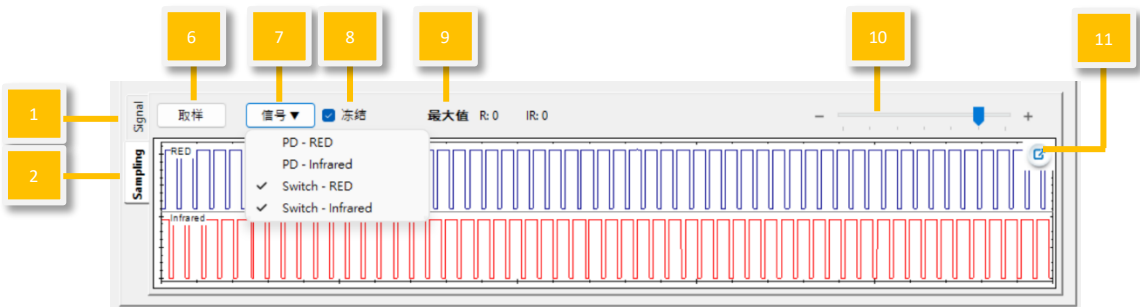 6 7 8 9 10 11
1 Signal 取样 信号▼ 冻结 最大值 R: 0 IR: 0 − +
PD - RED
PD - Infrared
✓ Switch - RED
✓ Switch - Infrared
2 Sampling
RED
Infrared